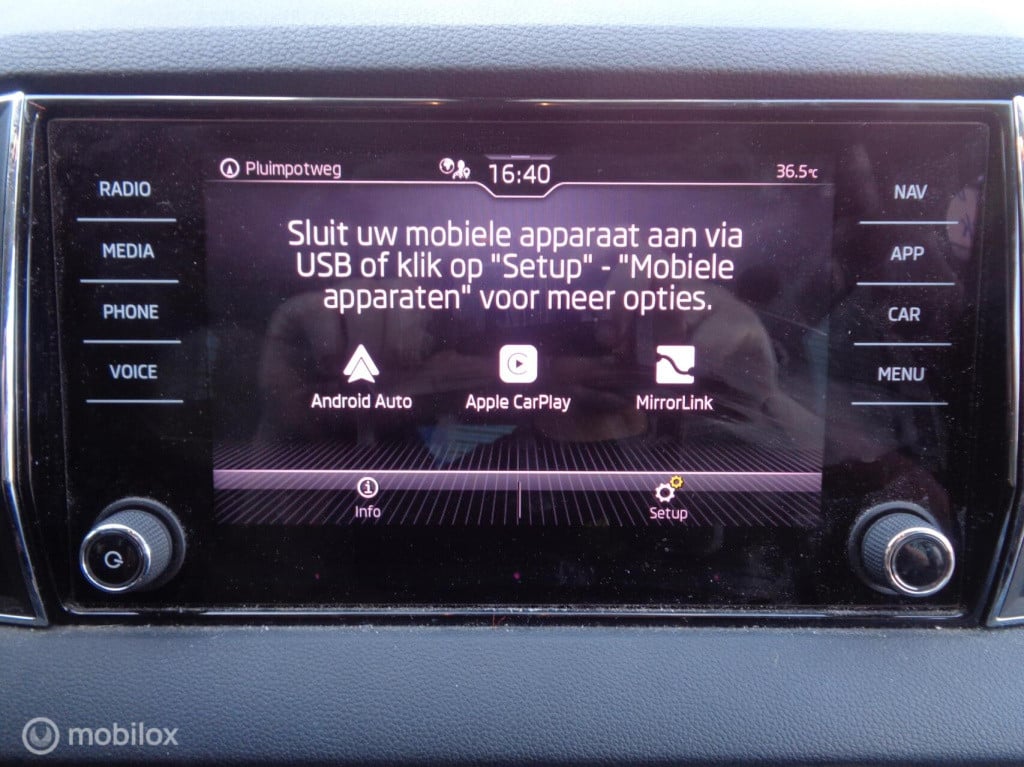 Pluimpotweg 16:40 36.5°C
RADIO
MEDIA
PHONE
VOICE
Sluit uw mobiele apparaat aan via
USB of klik op "Setup" - "Mobiele
apparaten" voor meer opties.
Android Auto Apple CarPlay MirrorLink
Info Setup
NAV
APP
CAR
MENU
mobilox